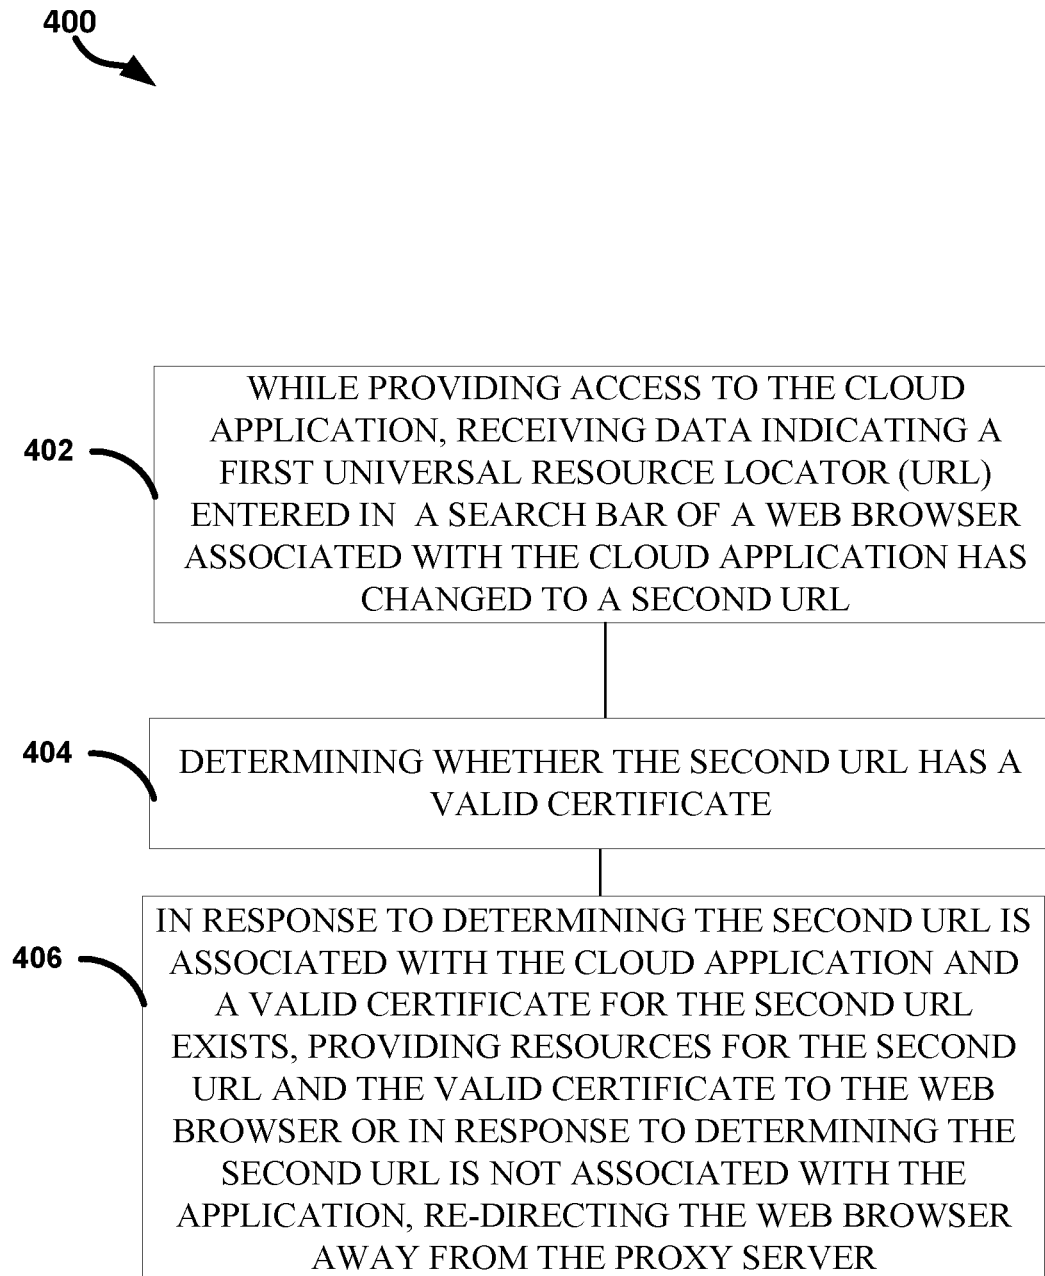 400
WHILE PROVIDING ACCESS TO THE CLOUD
APPLICATION, RECEIVING DATA INDICATING A
FIRST UNIVERSAL RESOURCE LOCATOR (URL)
402
ENTERED IN A SEARCH BAR OF A WEB BROWSER
ASSOCIATED WITH THE CLOUD APPLICATION HAS
CHANGED TO A SECOND URL
404
DETERMINING WHETHER THE SECOND URL HAS A
VALID CERTIFICATE
406
IN RESPONSE TO DETERMINING THE SECOND URL IS
ASSOCIATED WITH THE CLOUD APPLICATION AND
A VALID CERTIFICATE FOR THE SECOND URL
EXISTS, PROVIDING RESOURCES FOR THE SECOND
URL AND THE VALID CERTIFICATE TO THE WEB
BROWSER OR IN RESPONSE TO DETERMINING THE
SECOND URL IS NOT ASSOCIATED WITH THE
APPLICATION, RE-DIRECTING THE WEB BROWSER
AWAY FROM THE PROXY SERVER